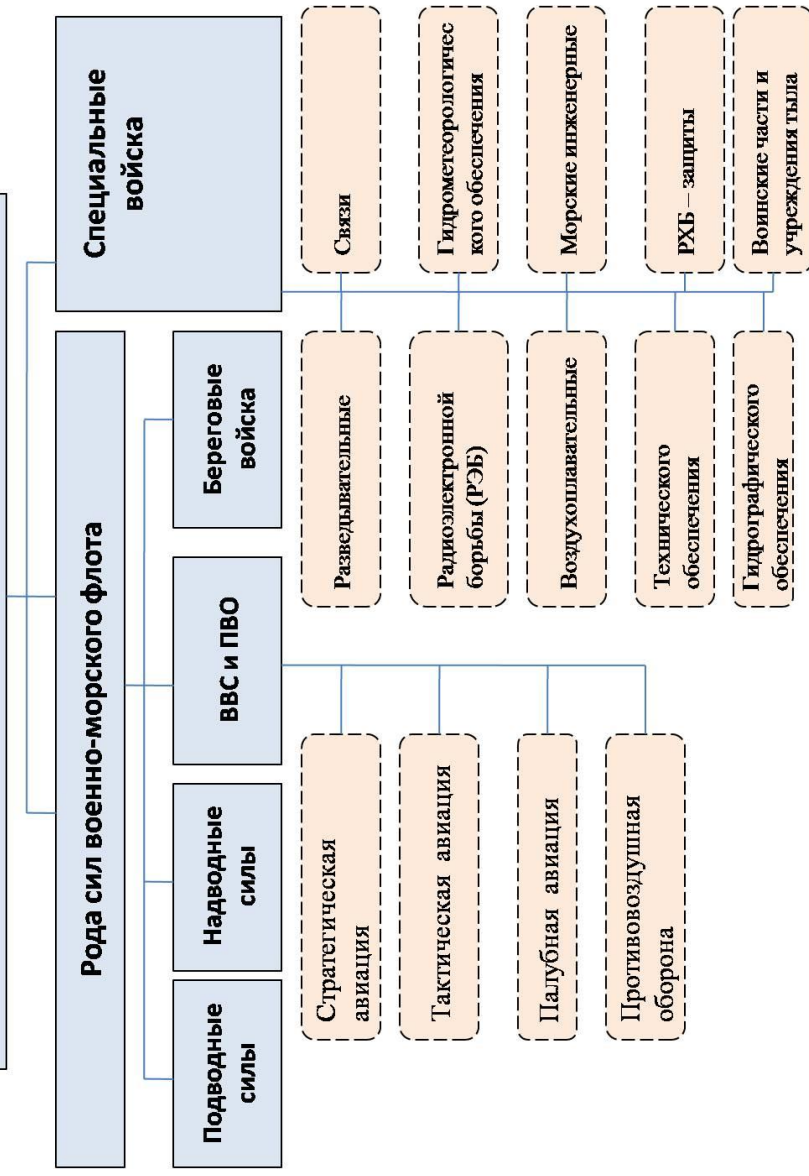 Рода сил военно-морского флота
Специальные
войска
Подводные
силы
Надводные
силы
ВВС и ПВО
Береговые
войска
Стратегическая
авиация
Тактическая авиация
Палубная авиация
Противовоздушная
оборона
Разведывательные
Радиоэлектронной
борьбы (РЭБ)
Воздухоплавательные
Технического
обеспечения
Гидрографического
обеспечения
Связи
Гидрометеорологичес
кого обеспечения
Морские инженерные
РХБ – защиты
Воинские части и
учреждения тыла